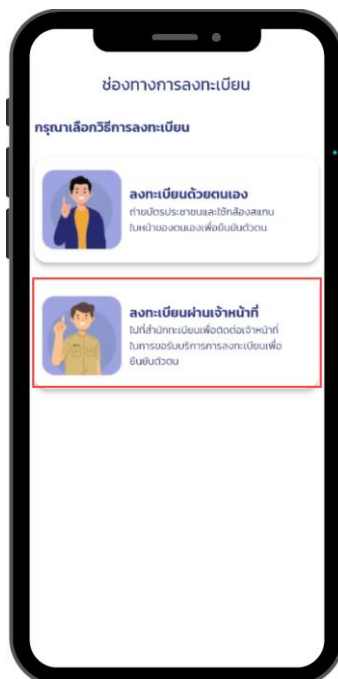 ช่องทางการลงทะเบียน
กรุณาเลือกวิธีการลงทะเบียน
ลงทะเบียนด้วยตนเอง
ถ่ายบัตรประชาชนและใช้กล้องสแกน
ใบหน้าของตนเองเพื่อยืนยันตัวตน
ลงทะเบียนผ่านเจ้าหน้าที่
ไปที่สำนักทะเบียนเพื่อติดต่อเจ้าหน้าที่
ในการขอรับบริการการลงทะเบียนเพื่อ
ยืนยันตัวตน